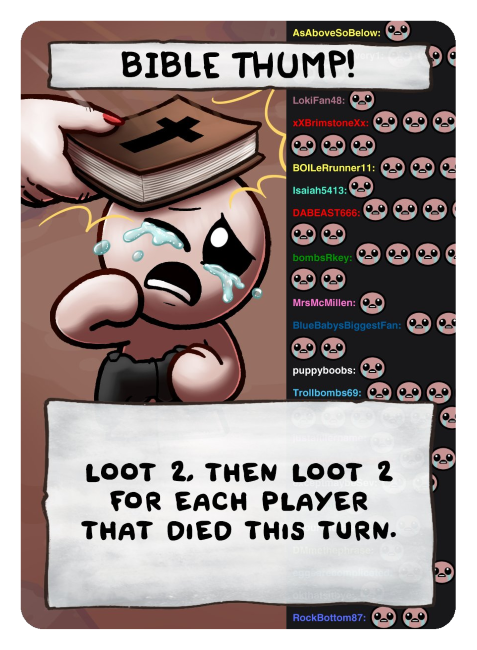 AsAboveSoBelow:
BIBLE THUMP!
LokiFan48:
xXBrimstoneXx:
BOILeRrunner11:
Isaiah5413:
DABEAST666:
bombsRkey:
MrsMcMillen:
BlueBabysBiggestFan:
puppyboobs:
Trollbombs69:
LOOT 2, THEN LOOT 2
FOR EACH PLAYER
THAT DIED THIS TURN.
RockBottom87: